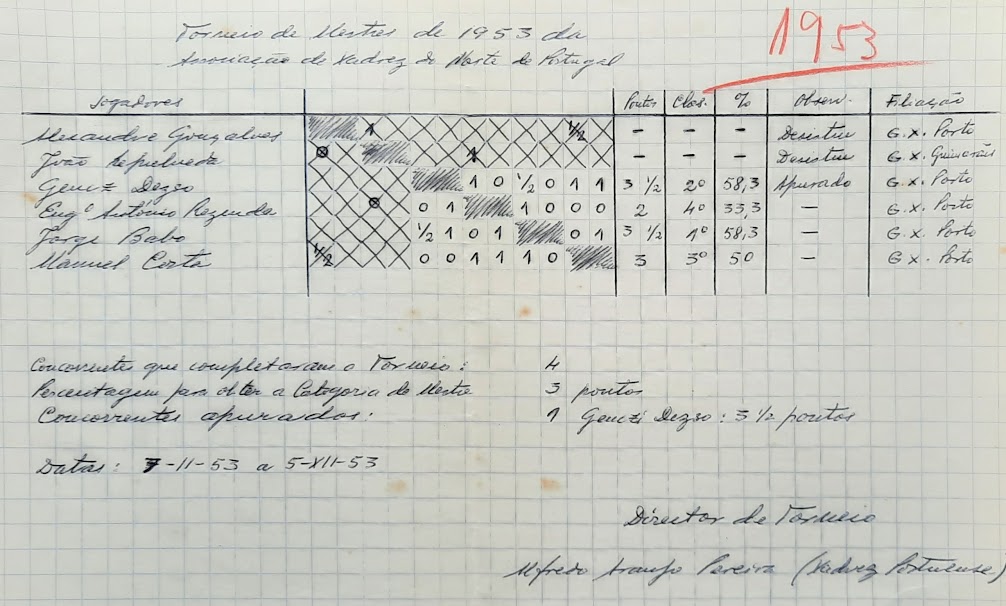 1953
Torneio de Mestres de 1953 da
Associação de Xadrez do Norte de Portugal
Jogadores Pontos Clas. % Observ. Filiação
Alexandre Gonçalves 1 1/2 — — — Desistiu G. X. Porto
João Sepulveda 0 1 — — — Desistiu G. X. Guimarães
Genczi Dezso 1 0 1/2 0 1 1 3 1/2 2º 58,3 Apurado G. X. Porto
Engº António Rezende 0 0 1 1 0 0 0 2 4º 33,3 — G. X. Porto
Jorge Babo 1/2 1 0 1 0 1 3 1/2 1º 58,3 — G. X. Porto
Manuel Costa 1/2 0 0 1 1 1 0 3 3º 50 — G. X. Porto
Concorrentes que completaram o Torneio: 4
Percentagem para obter a Categoria de Mestre 3 pontos
Concorrentes apurados: 1 Genczi Dezso: 3 1/2 pontos
Datas: 7-11-53 a 5-XII-53
Director de Torneio
Alfredo Araujo Pereira (Xadrez Portuense)